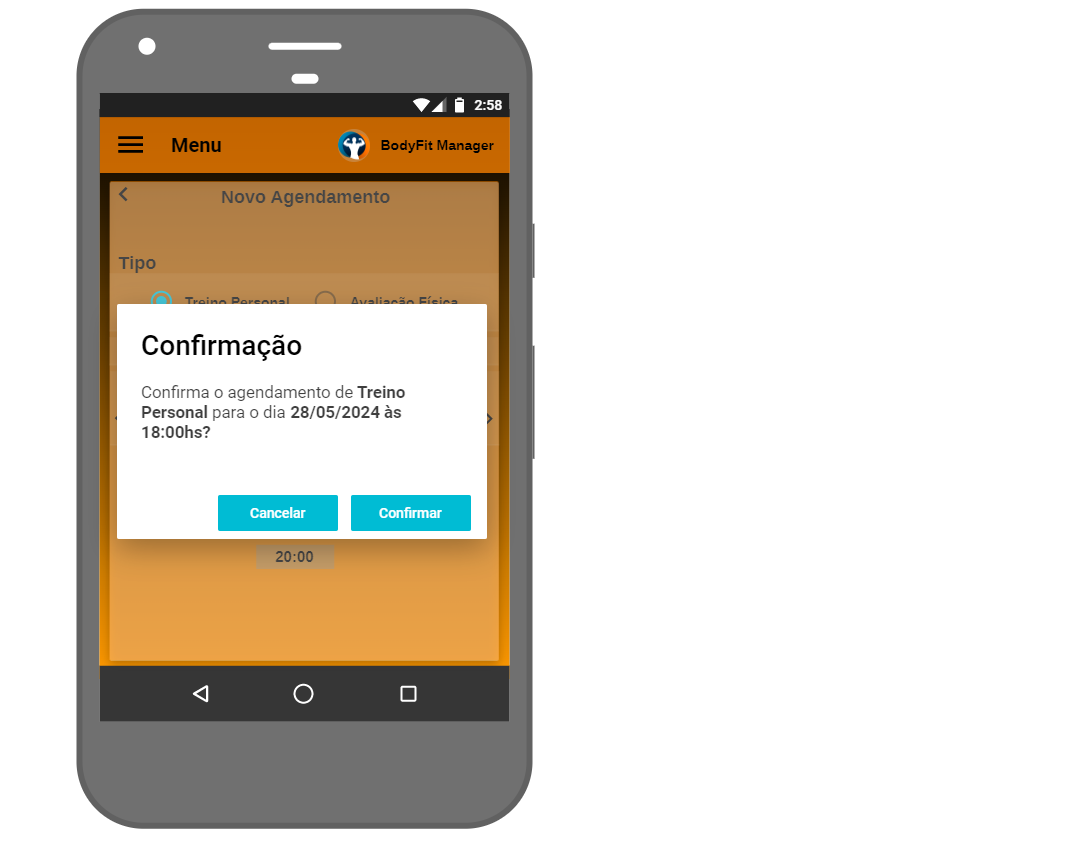 2:58
Menu
BodyFit Manager
Novo Agendamento
Tipo
Treino Personal
Avaliação Física
Confirmação
Confirma o agendamento de Treino
Personal para o dia 28/05/2024 às
18:00hs?
Cancelar
Confirmar
20:00